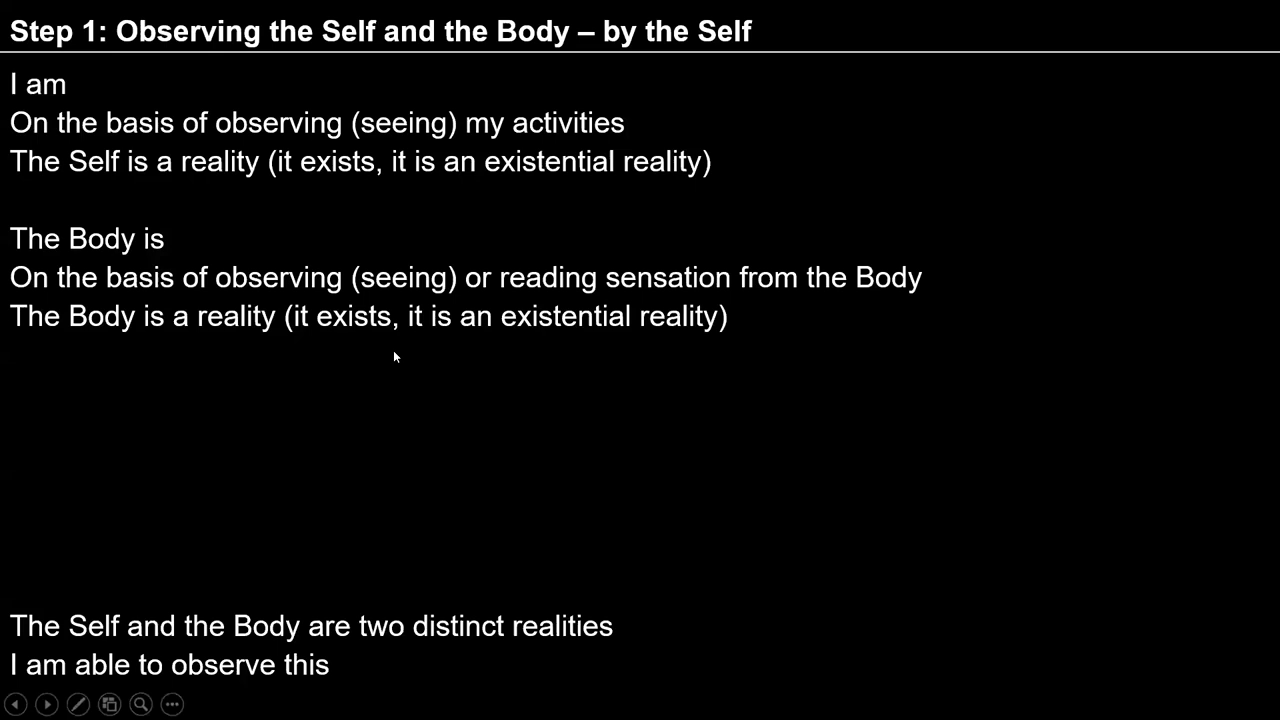 Step 1: Observing the Self and the Body – by the Self
I am
On the basis of observing (seeing) my activities
The Self is a reality (it exists, it is an existential reality)
The Body is
On the basis of observing (seeing) or reading sensation from the Body
The Body is a reality (it exists, it is an existential reality)
The Self and the Body are two distinct realities
I am able to observe this